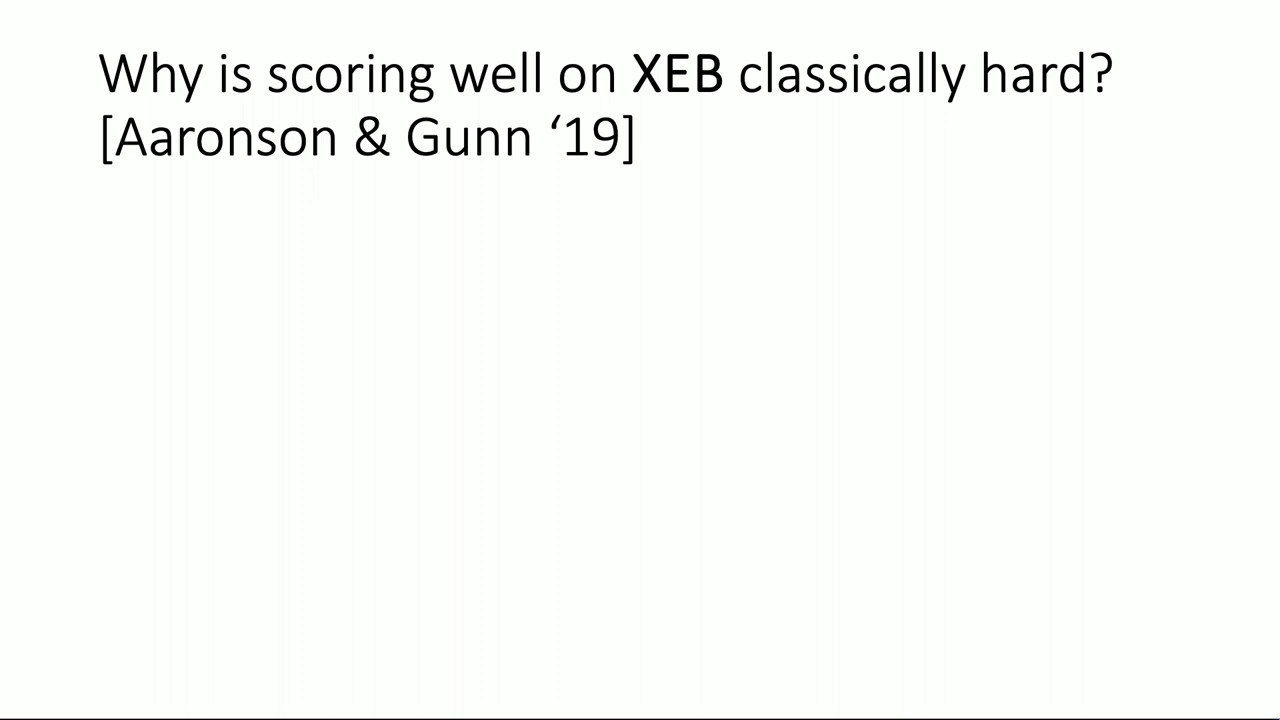 Why is scoring well on XEB classically hard?
[Aaronson & Gunn ‘19]